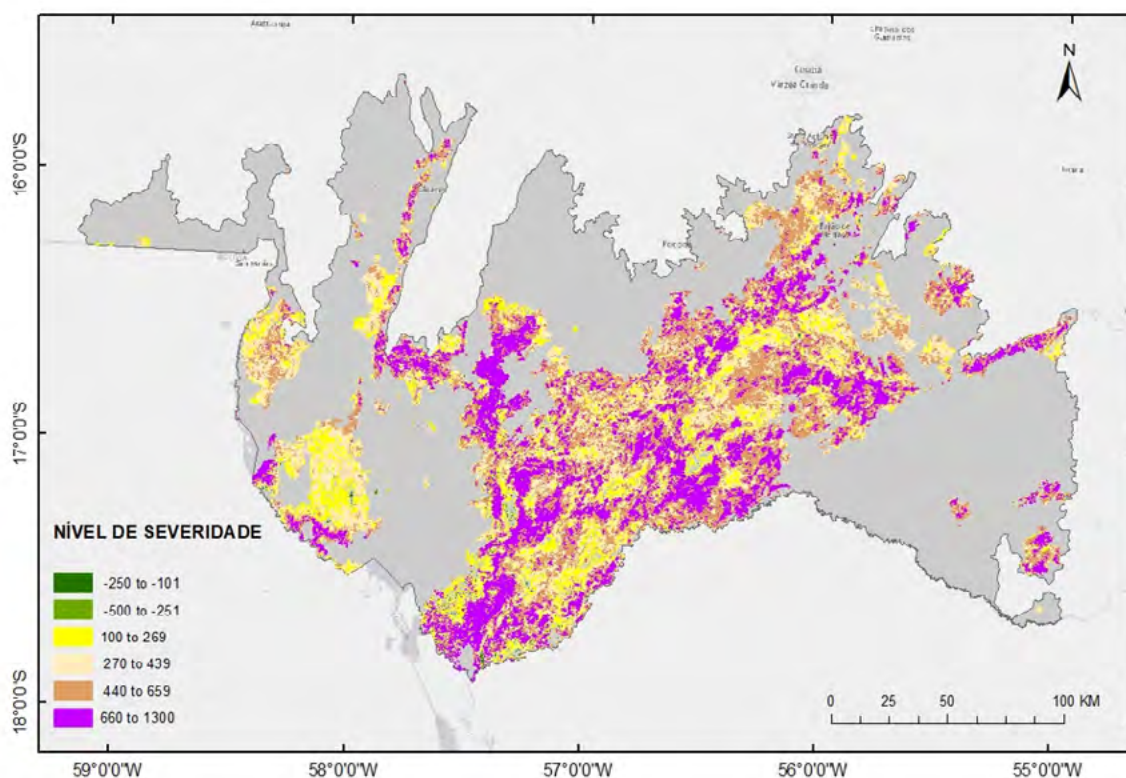 N
Várzea Grande
16°0'0"S
17°0'0"S
18°0'0"S
NÍVEL DE SEVERIDADE
-250 to -101
-500 to -251
100 to 269
270 to 439
440 to 659
660 to 1300
0 25 50 100 KM
59°0'0"W 58°0'0"W 57°0'0"W 56°0'0"W 55°0'0"W